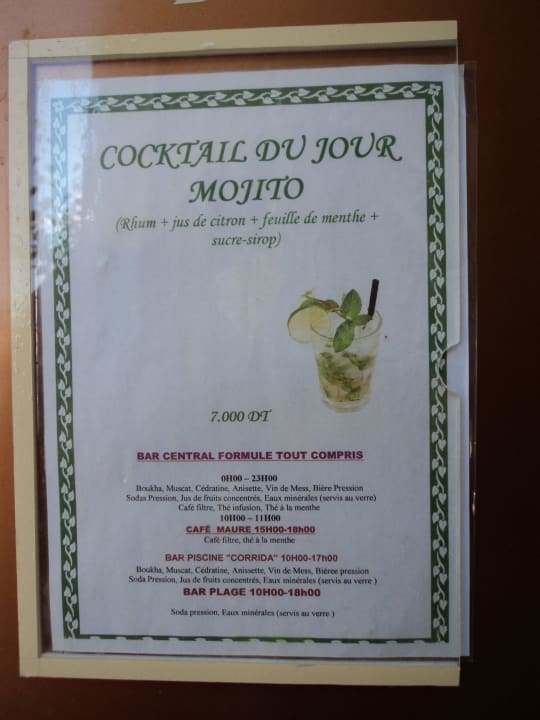 COCKTAIL DU JOUR
MOJITO
(Rhum + jus de citron + feuille de menthe +
sucre-sirop)
7.000 DT
BAR CENTRAL FORMULE TOUT COMPRIS
0H00 – 23H00
Boukha, Muscat, Cédratine, Anisette, Vin de Mess, Bière Pression
Sodas Pression, Jus de fruits concentrés, Eaux minérales (servis au verre)
Café filtre, Thé infusion, Thé à la menthe
10H00 – 11H00
CAFÉ MAURE 15H00-18h00
Café filtre, thé à la menthe
BAR PISCINE "CORRIDA" 10H00-17h00
Boukha, Muscat, Cédratine, Anissette, Vin de Mess, Biéree pression
Soda Pression, Jus de fruits concentrés, Eaux minérales (servis au verre )
BAR PLAGE 10H00-18h00
Soda pression, Eaux minérales (servis au verre )